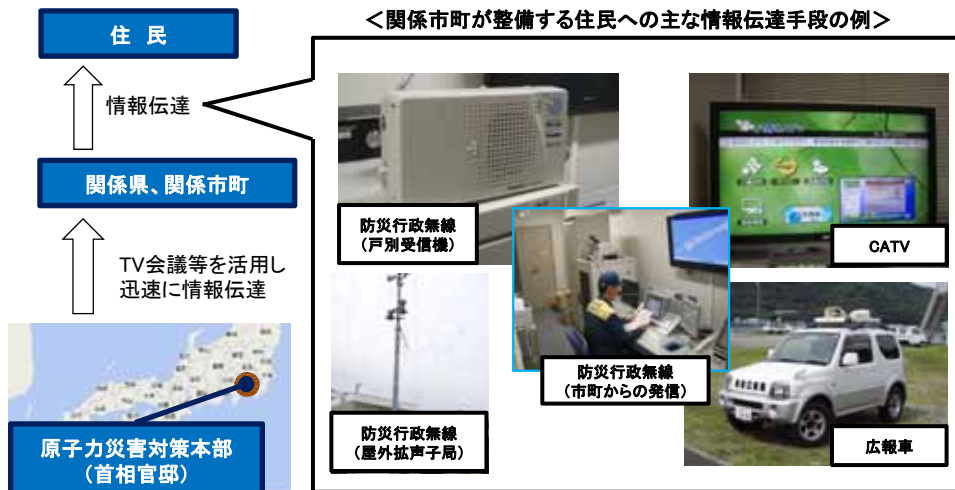 ＜関係市町が整備する住民への主な情報伝達手段の例＞
住 民
情報伝達
関係県、関係市町
TV会議等を活用し
迅速に情報伝達
原子力災害対策本部
（首相官邸）
防災行政無線
（戸別受信機）
CATV
防災行政無線
（市町からの発信）
防災行政無線
（屋外拡声子局）
広報車